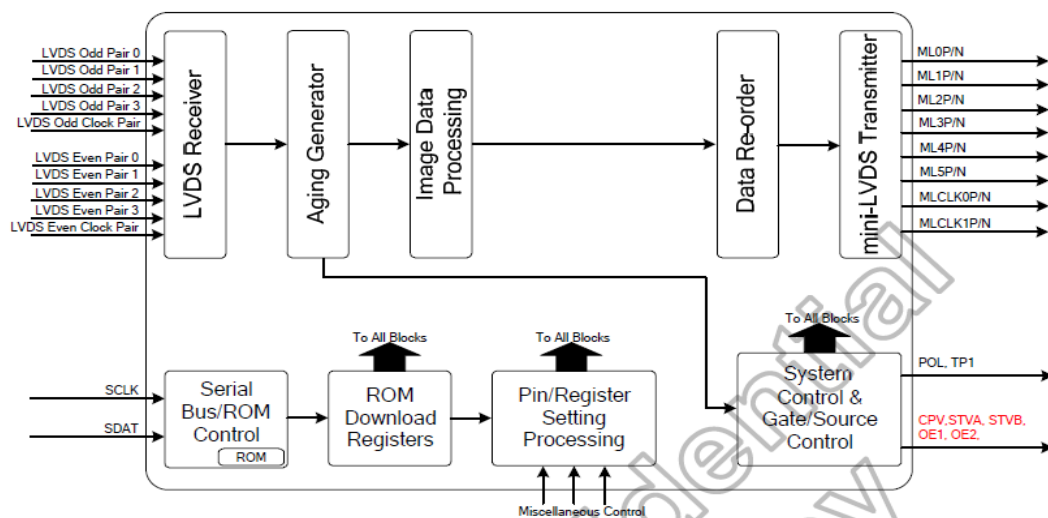 LVDS Odd Pair 0
LVDS Odd Pair 1
LVDS Odd Pair 2
LVDS Odd Pair 3
LVDS Odd Clock Pair
LVDS Even Pair 0
LVDS Even Pair 1
LVDS Even Pair 2
LVDS Even Pair 3
LVDS Even Clock Pair
LVDS Receiver
Aging Generator
Image Data
Processing
Data Re-order
mini-LVDS Transmitter
ML0P/N
ML1P/N
ML2P/N
ML3P/N
ML4P/N
ML5P/N
MLCLK0P/N
MLCLK1P/N
To All Blocks
To All Blocks
To All Blocks
SCLK
SDAT
Serial
Bus/ROM
Control
ROM
ROM
Download
Registers
Pin/Register
Setting
Processing
System
Control &
Gate/Source
Control
POL, TP1
CPV,STVA, STVB,
OE1, OE2,
Miscellaneous Control